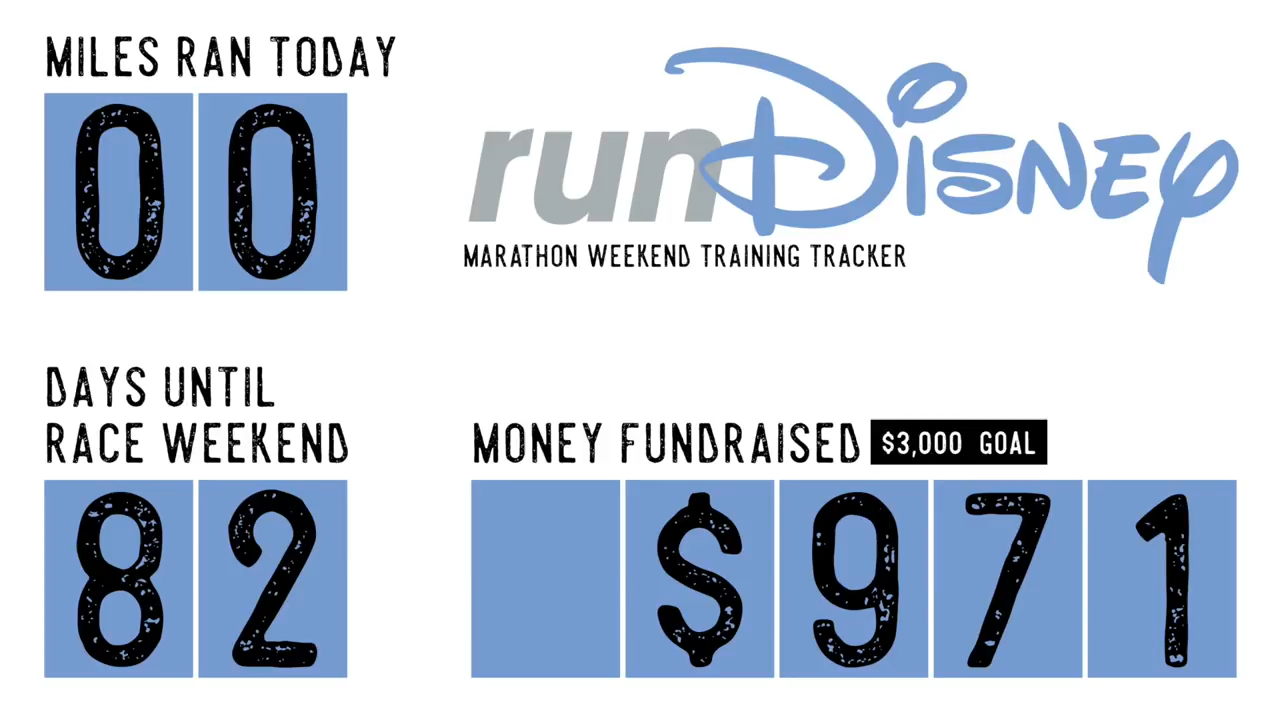 MILES RAN TODAY
00
runDisney
MARATHON WEEKEND TRAINING TRACKER
DAYS UNTIL
RACE WEEKEND
82
MONEY FUNDRAISED $3,000 GOAL
$971